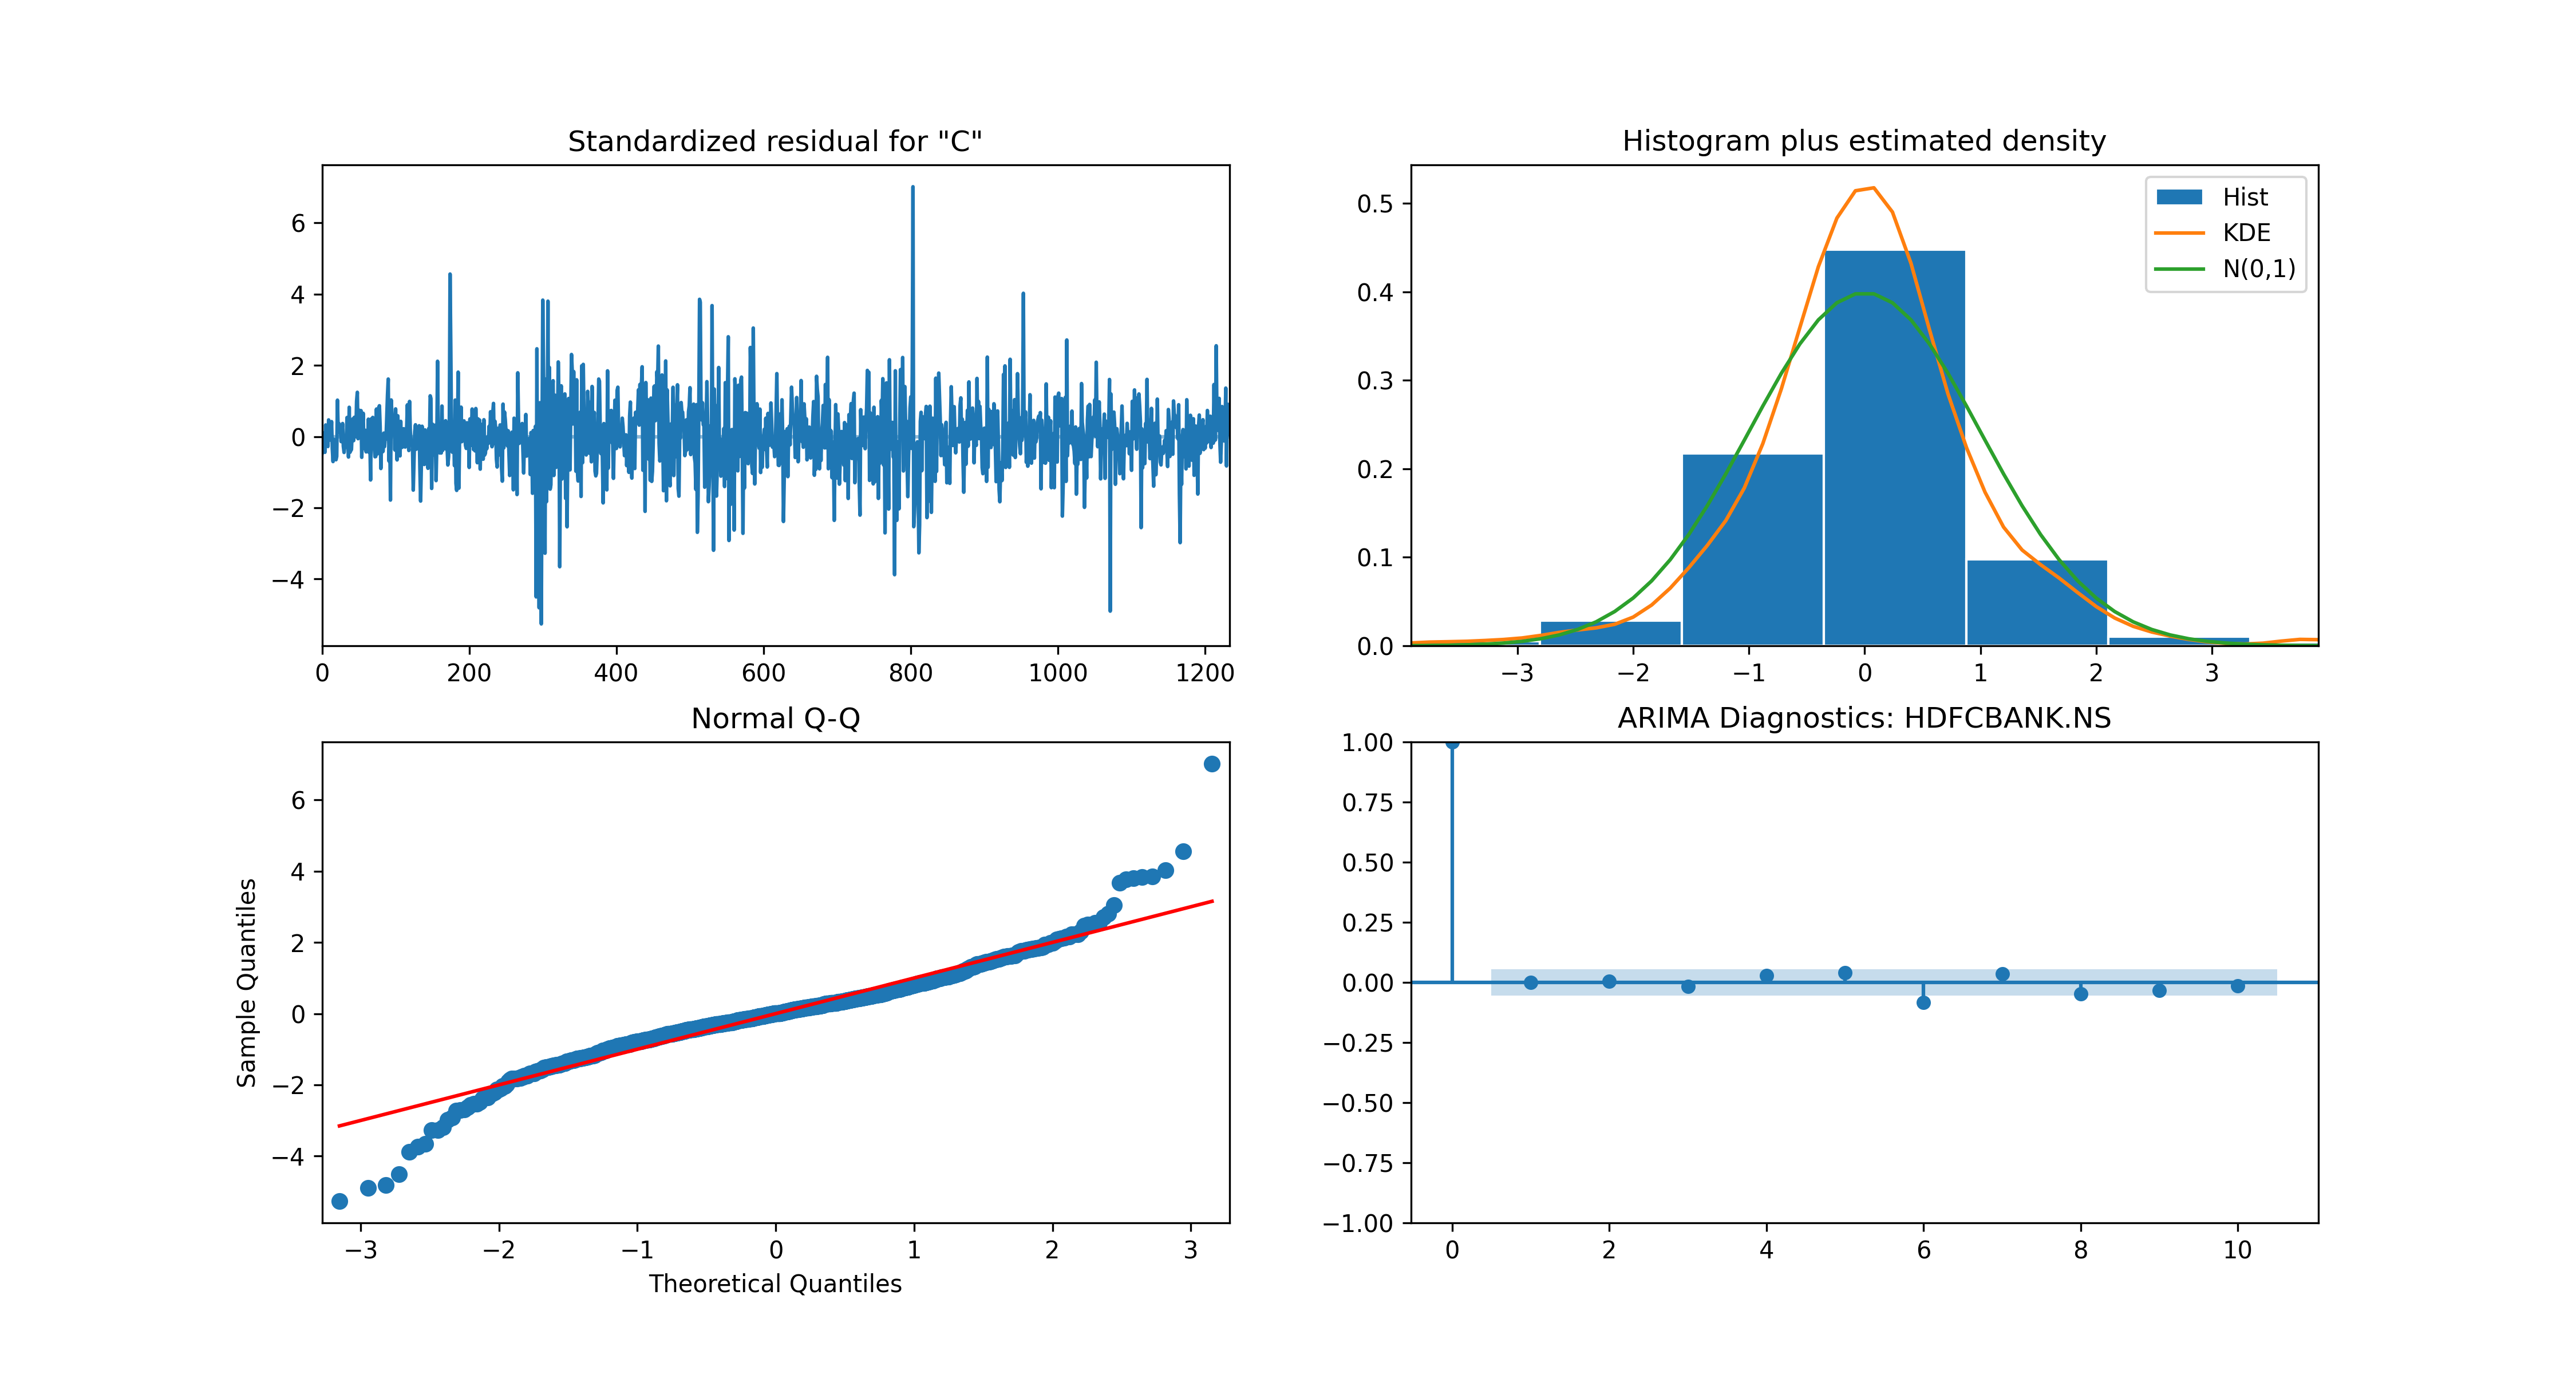 Standardized residual for "C"
6
4
2
0
−2
−4
0 200 400 600 800 1000 1200
Histogram plus estimated density
Hist
KDE
N(0,1)
0.5
0.4
0.3
0.2
0.1
0.0
−3 −2 −1 0 1 2 3
Normal Q-Q
Sample Quantiles
6
4
2
0
−2
−4
−3 −2 −1 0 1 2 3
Theoretical Quantiles
ARIMA Diagnostics: HDFCBANK.NS
1.00
0.75
0.50
0.25
0.00
−0.25
−0.50
−0.75
−1.00
0 2 4 6 8 10